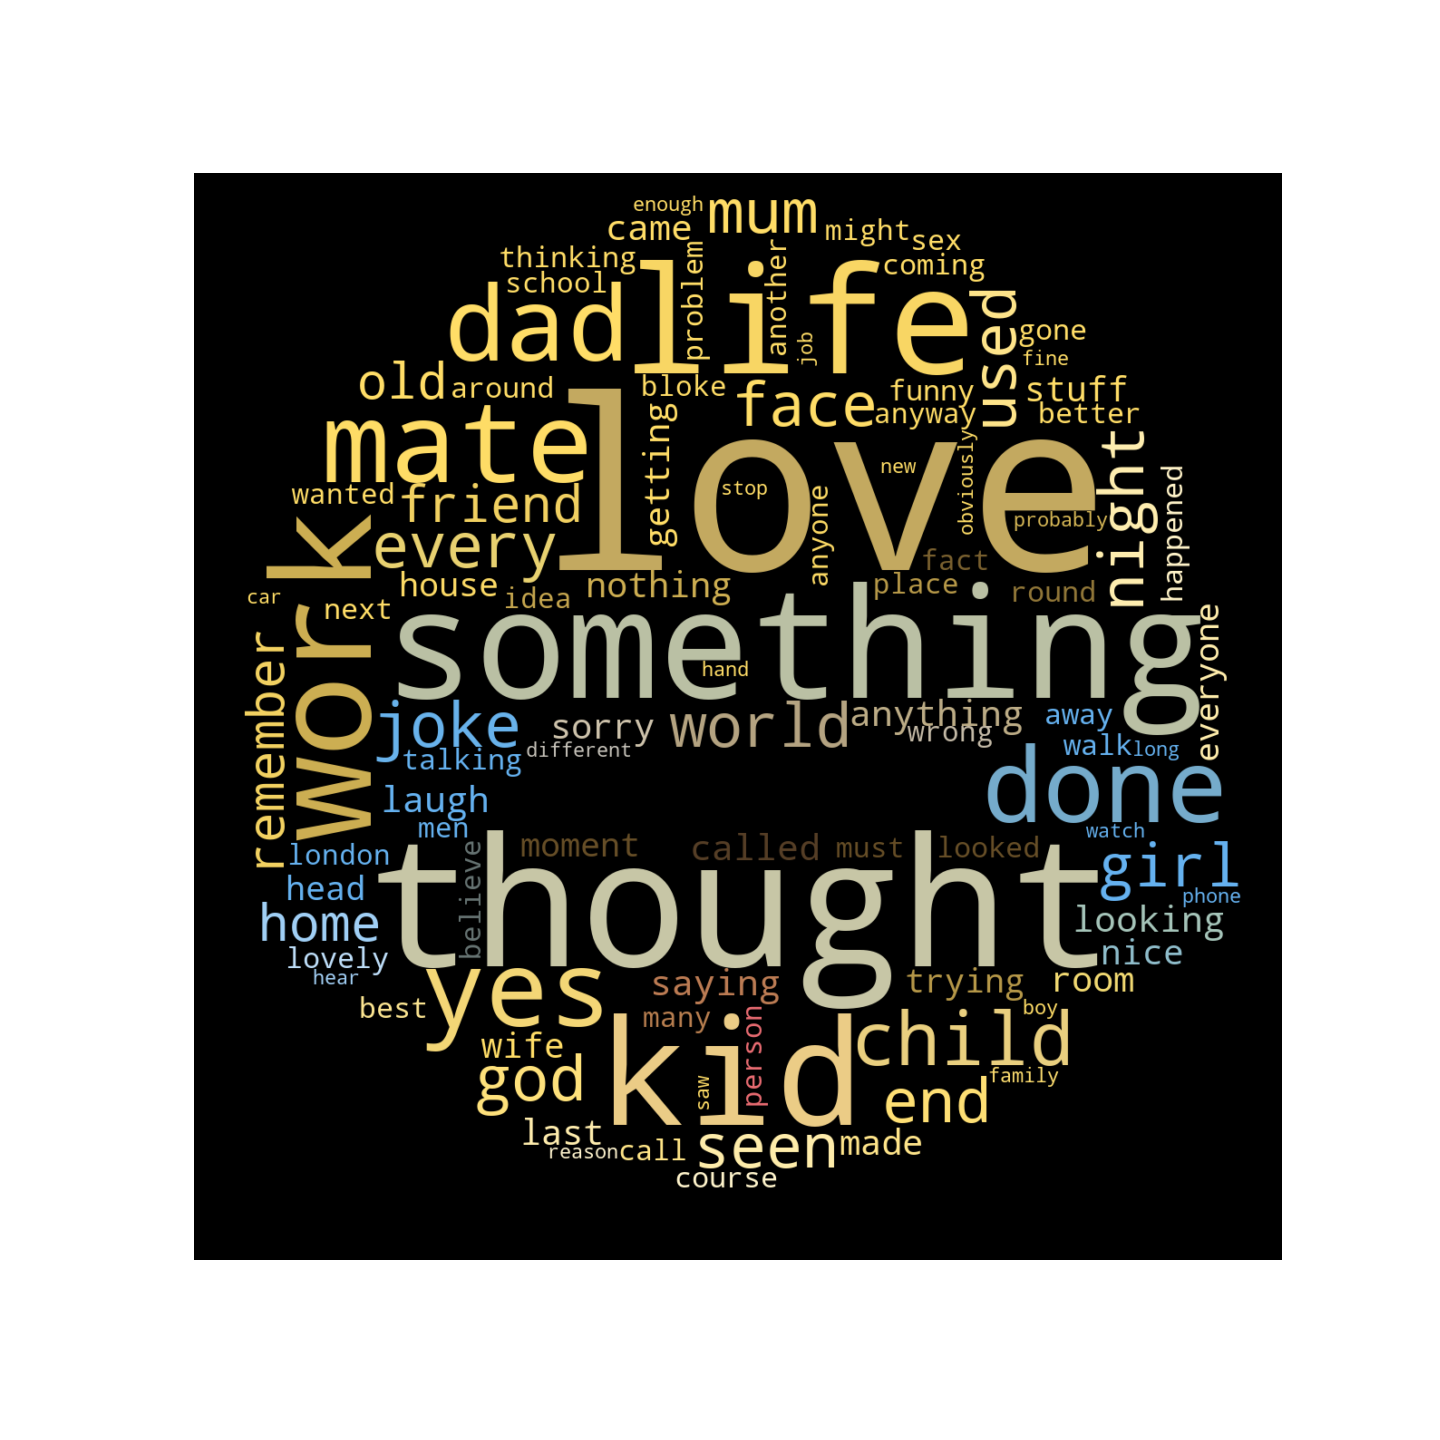 enough
mum
came
might
sex
thinking
coming
school
problem
another
life
dad
used
gone
job
fine
old
around
bloke
funny
stuff
face
anyway
better
mate
love
getting
obviously
night
wanted
friend
stop
new
happened
anyone
probably
every
fact
house
idea
nothing
place
round
car
next
work
something
everyone
remember
hand
joke
sorry
world
anything
away
wrong
talking
different
walk
long
done
laugh
men
watch
london
moment
called
must
looked
girl
thought
believe
head
phone
home
looking
lovely
nice
hear
yes
saying
trying
room
best
many
person
boy
child
wife
kid
god
saw
family
end
last
seen
made
reason
call
course